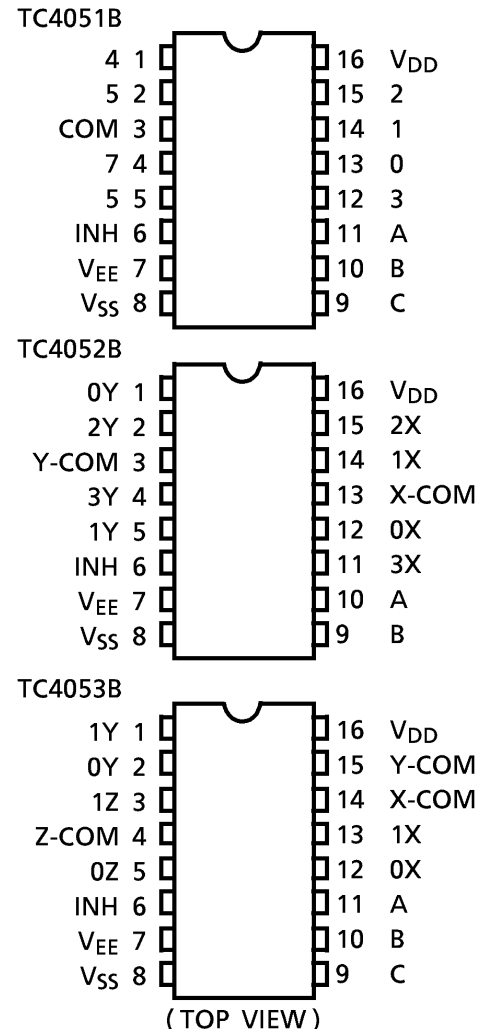 TC4051B
4 1 16 VDD
5 2 15 2
COM 3 14 1
7 4 13 0
5 5 12 3
INH 6 11 A
VEE 7 10 B
VSS 8 9 C
TC4052B
0Y 1 16 VDD
2Y 2 15 2X
Y-COM 3 14 1X
3Y 4 13 X-COM
1Y 5 12 0X
INH 6 11 3X
VEE 7 10 A
VSS 8 9 B
TC4053B
1Y 1 16 VDD
0Y 2 15 Y-COM
1Z 3 14 X-COM
Z-COM 4 13 1X
0Z 5 12 0X
INH 6 11 A
VEE 7 10 B
VSS 8 9 C
(TOP VIEW)